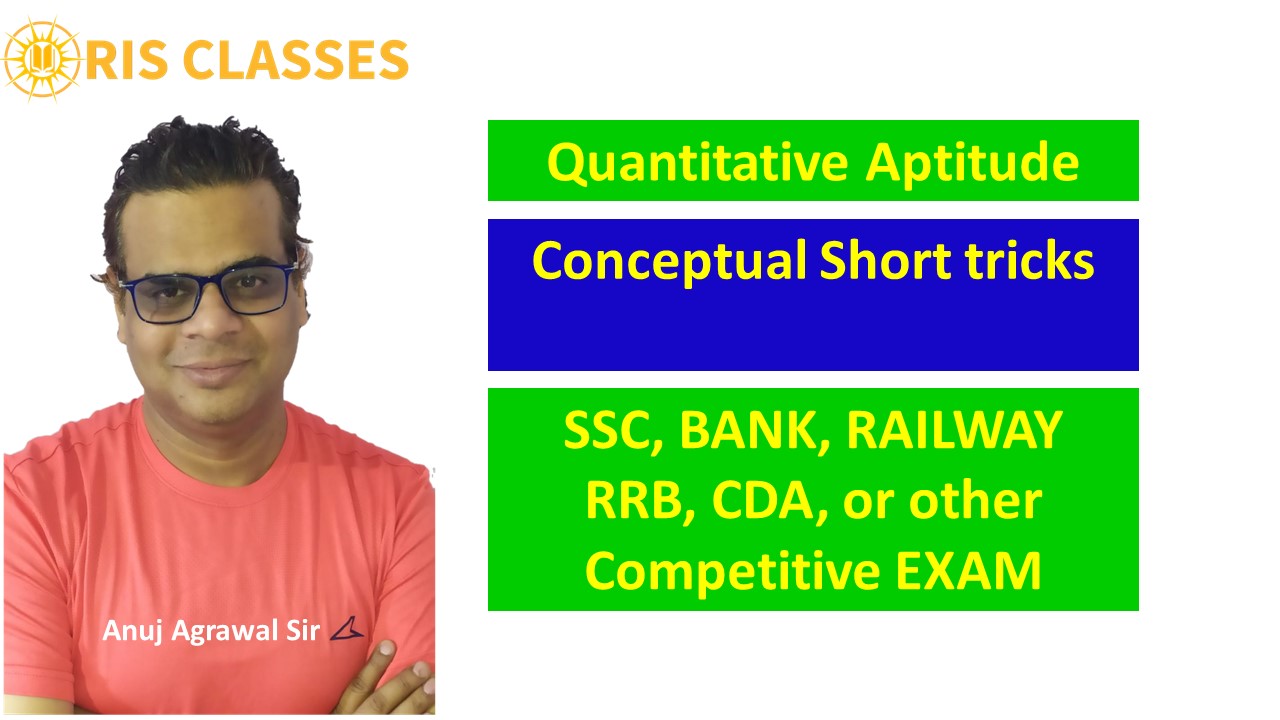 RIS CLASSES
Quantitative Aptitude
Conceptual Short tricks
SSC, BANK, RAILWAY
RRB, CDA, or other
Competitive EXAM
Anuj Agrawal Sir